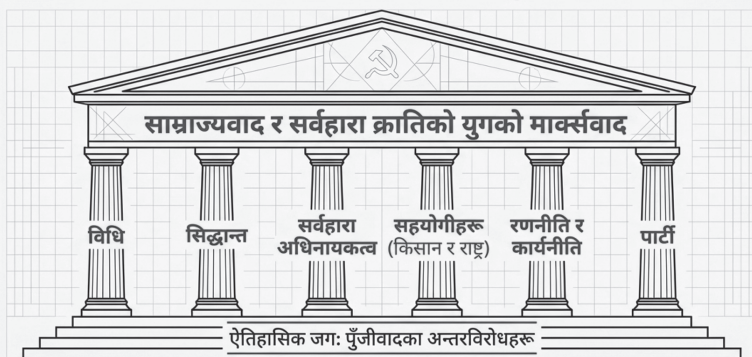 साम्राज्यवाद र सर्वहारा क्रातिको युगको मार्क्सवाद
विधि
सिद्धान्त
सर्वहारा
अधिनायकत्व
सहयोगीहरू
(किसान र राष्ट्र)
रणनीति र
कार्यनीति
पार्टी
ऐतिहासिक जग: पुँजीवादका अन्तरविरोधहरू